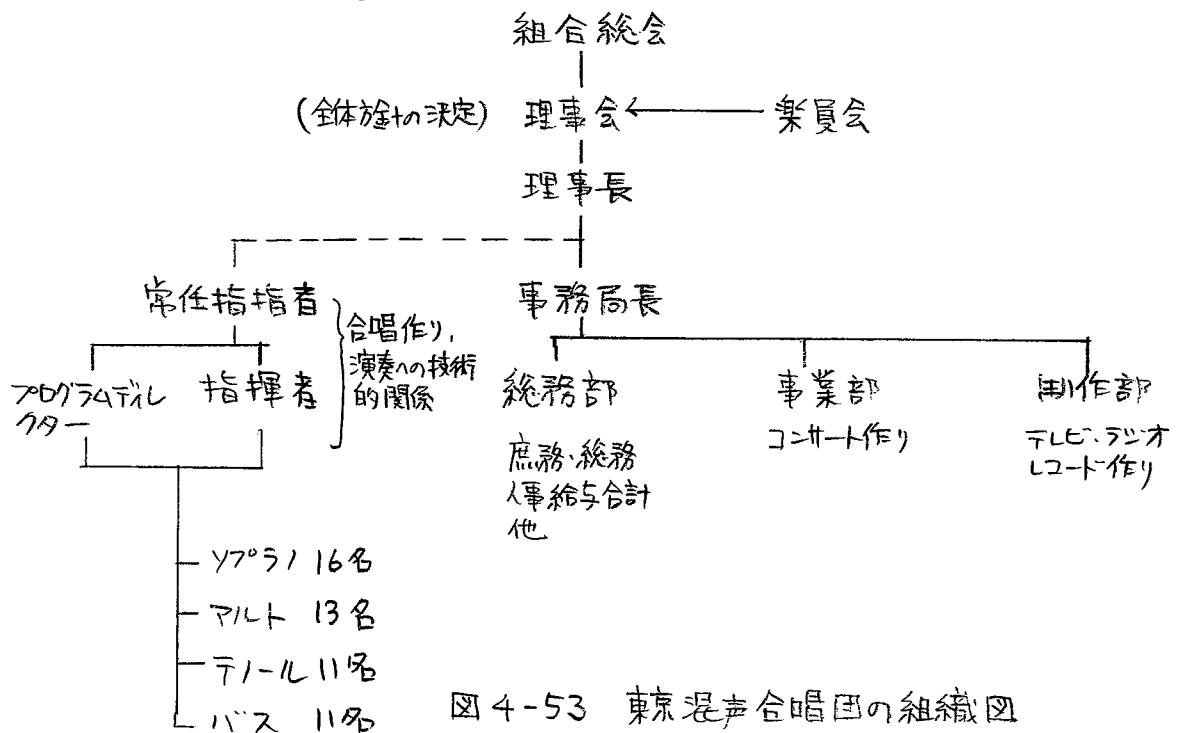 組合総会
(全体方針の決定) 理事会 楽員会
理事長
常任指指者 事務局長
合唱作り,
演奏への技術
的関係
プログラムディレ
クター
指揮者 総務部 事業部 制作部
庶務・総務
人事給与合計
他
コンサート作り
テレビ・ラジオ
レコード作り
ソプラノ 16名
アルト 13名
テノール 11名
バス 11名
図4-53 東京混声合唱団の組織図